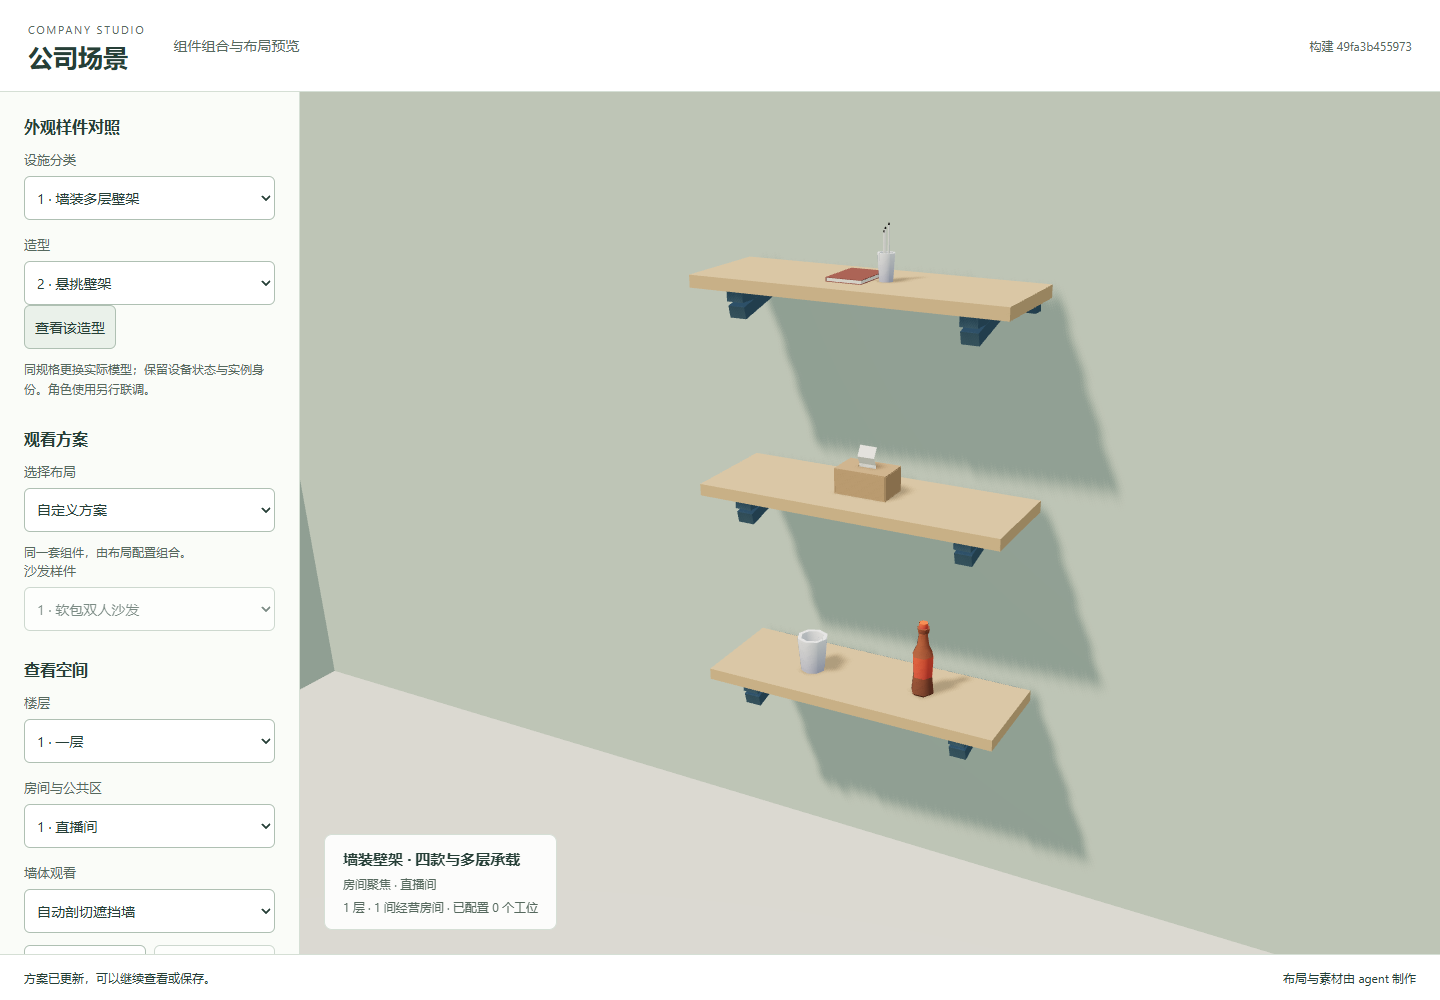 COMPANY STUDIO
公司场景
组件组合与布局预览
构建 49fa3b455973
外观样件对照
设施分类
1 · 墙装多层壁架
造型
2 · 悬挑壁架
查看该造型
同规格更换实际模型；保留设备状态与实例身
份。角色使用另行联调。
观看方案
选择布局
自定义方案
同一套组件，由布局配置组合。
沙发样件
1 · 软包双人沙发
查看空间
楼层
1 · 一层
房间与公共区
1 · 直播间
墙体观看
自动剖切遮挡墙
墙装壁架 · 四款与多层承载
房间聚焦 · 直播间
1 层 · 1 间经营房间 · 已配置 0 个工位
方案已更新，可以继续查看或保存。
布局与素材由 agent 制作